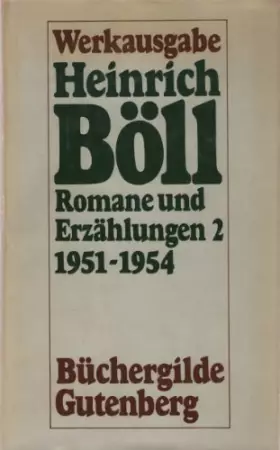 Werkausgabe
Heinrich
Böll
Romane und
Erzählungen 2
1951-1954
Büchergilde
Gutenberg